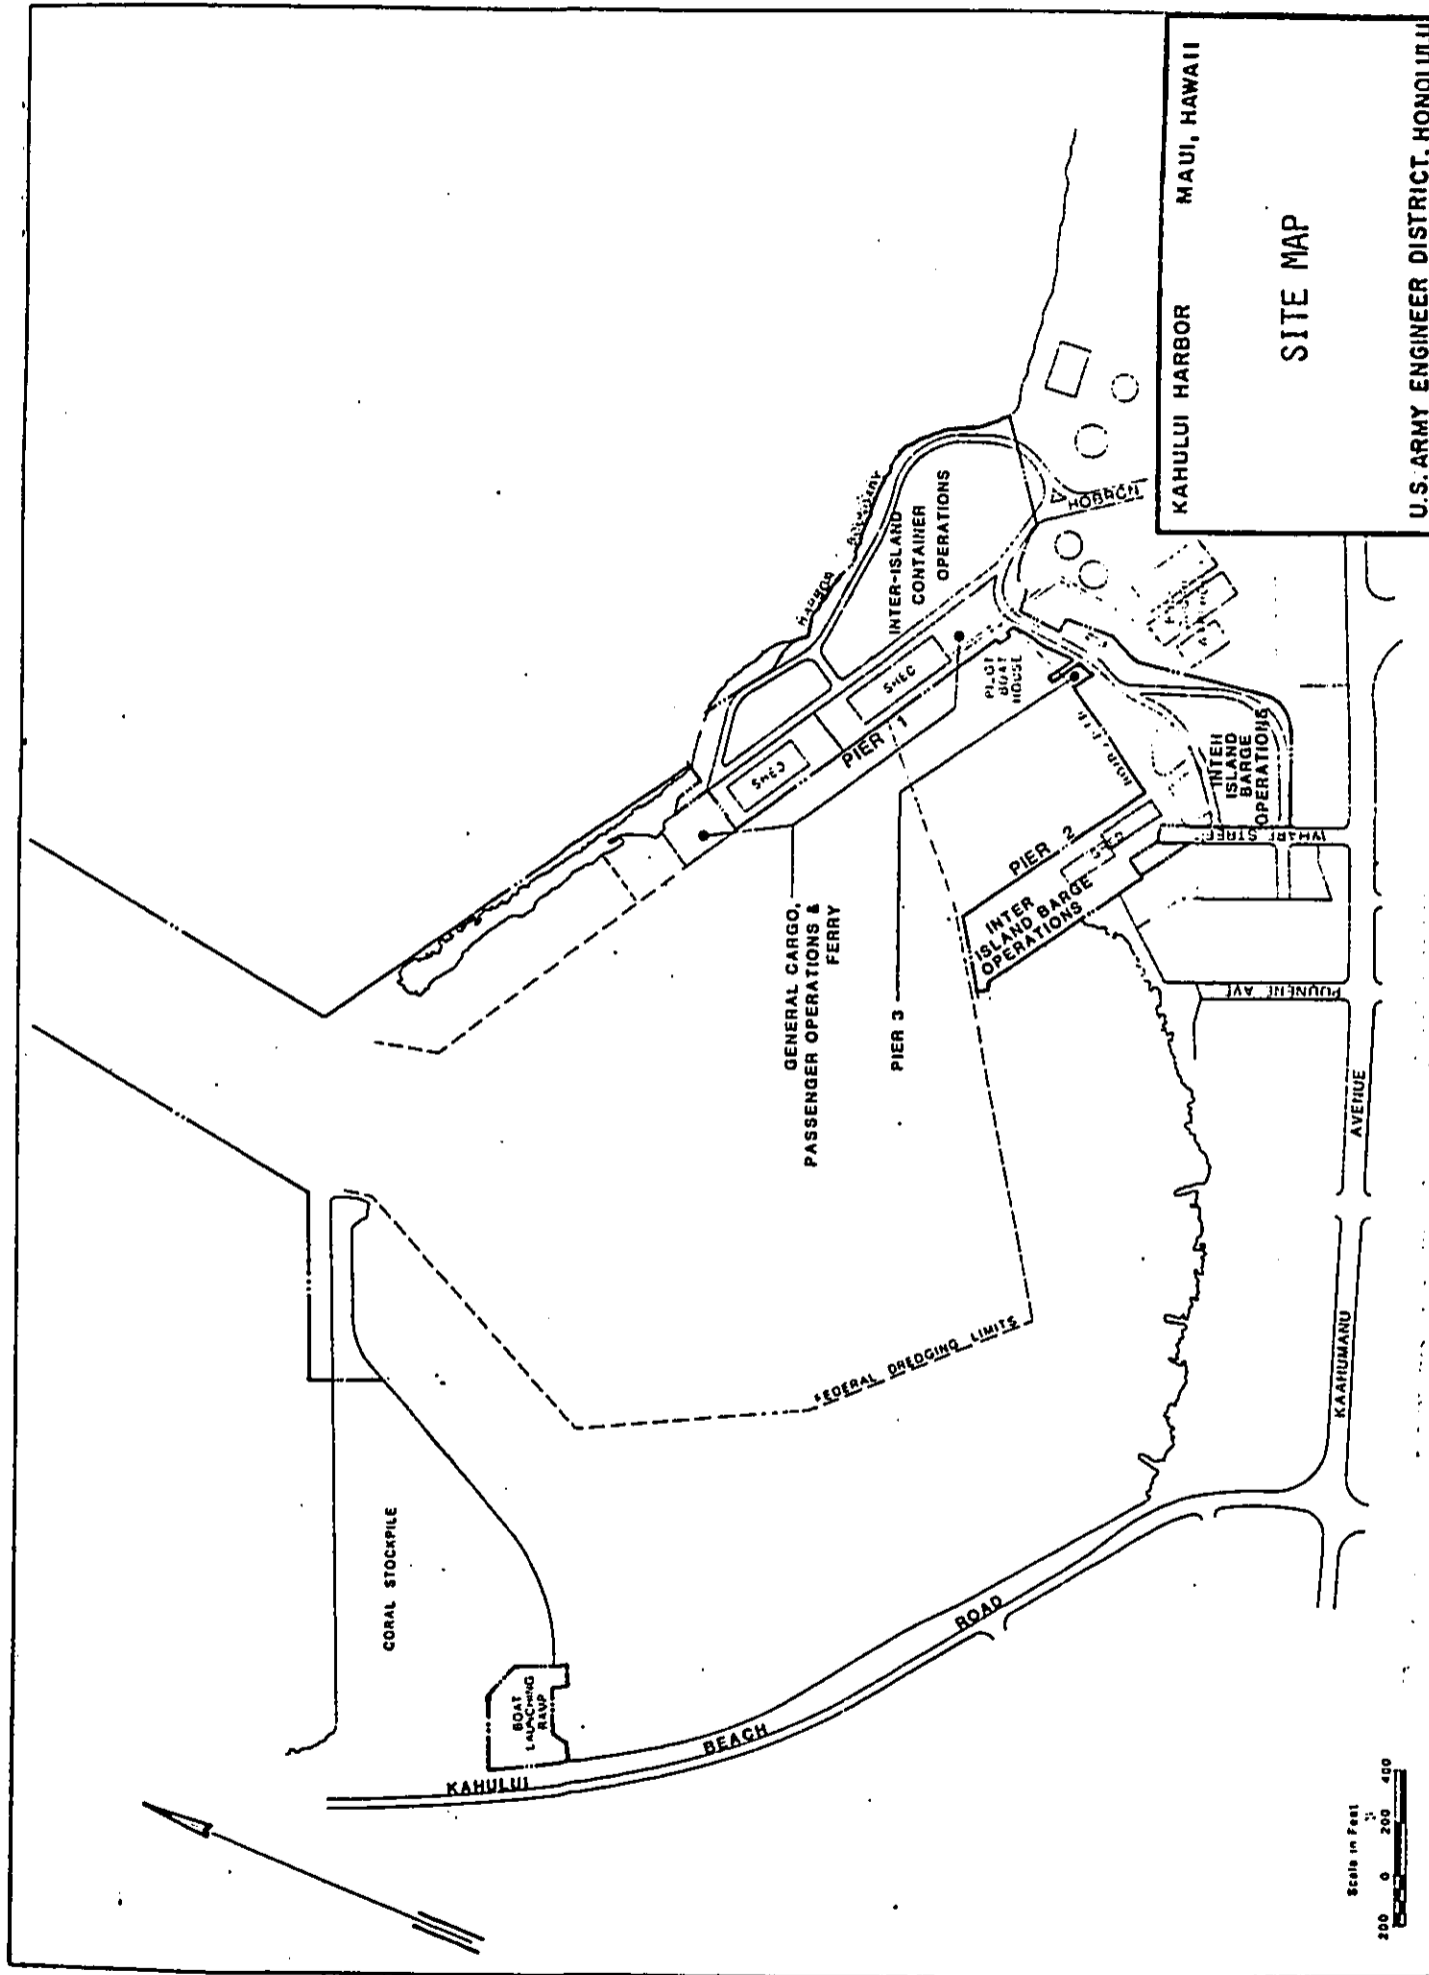 KAHULUI HARBOR MAUI, HAWAII
SITE MAP
U.S. ARMY ENGINEER DISTRICT, HONOLULU
CORAL STOCKPILE
BOAT
LAUNCHING
RAMP
KAHULUI BEACH ROAD
FEDERAL DREDGING LIMITS
GENERAL CARGO,
PASSENGER OPERATIONS &
FERRY
PIER 3
PIER 1
SHED
SHED
HARBOR BOUNDARY
INTER-ISLAND
CONTAINER
OPERATIONS
PILOT
BOAT
HOUSE
HOBRON
PIER 2
SHED
INTER
ISLAND BARGE
OPERATIONS
INTER
ISLAND
BARGE
OPERATIONS
WHARF STREET
PUUNENE AVE
KAAHUMANU AVENUE
Scale in Feet
200 0 200 400